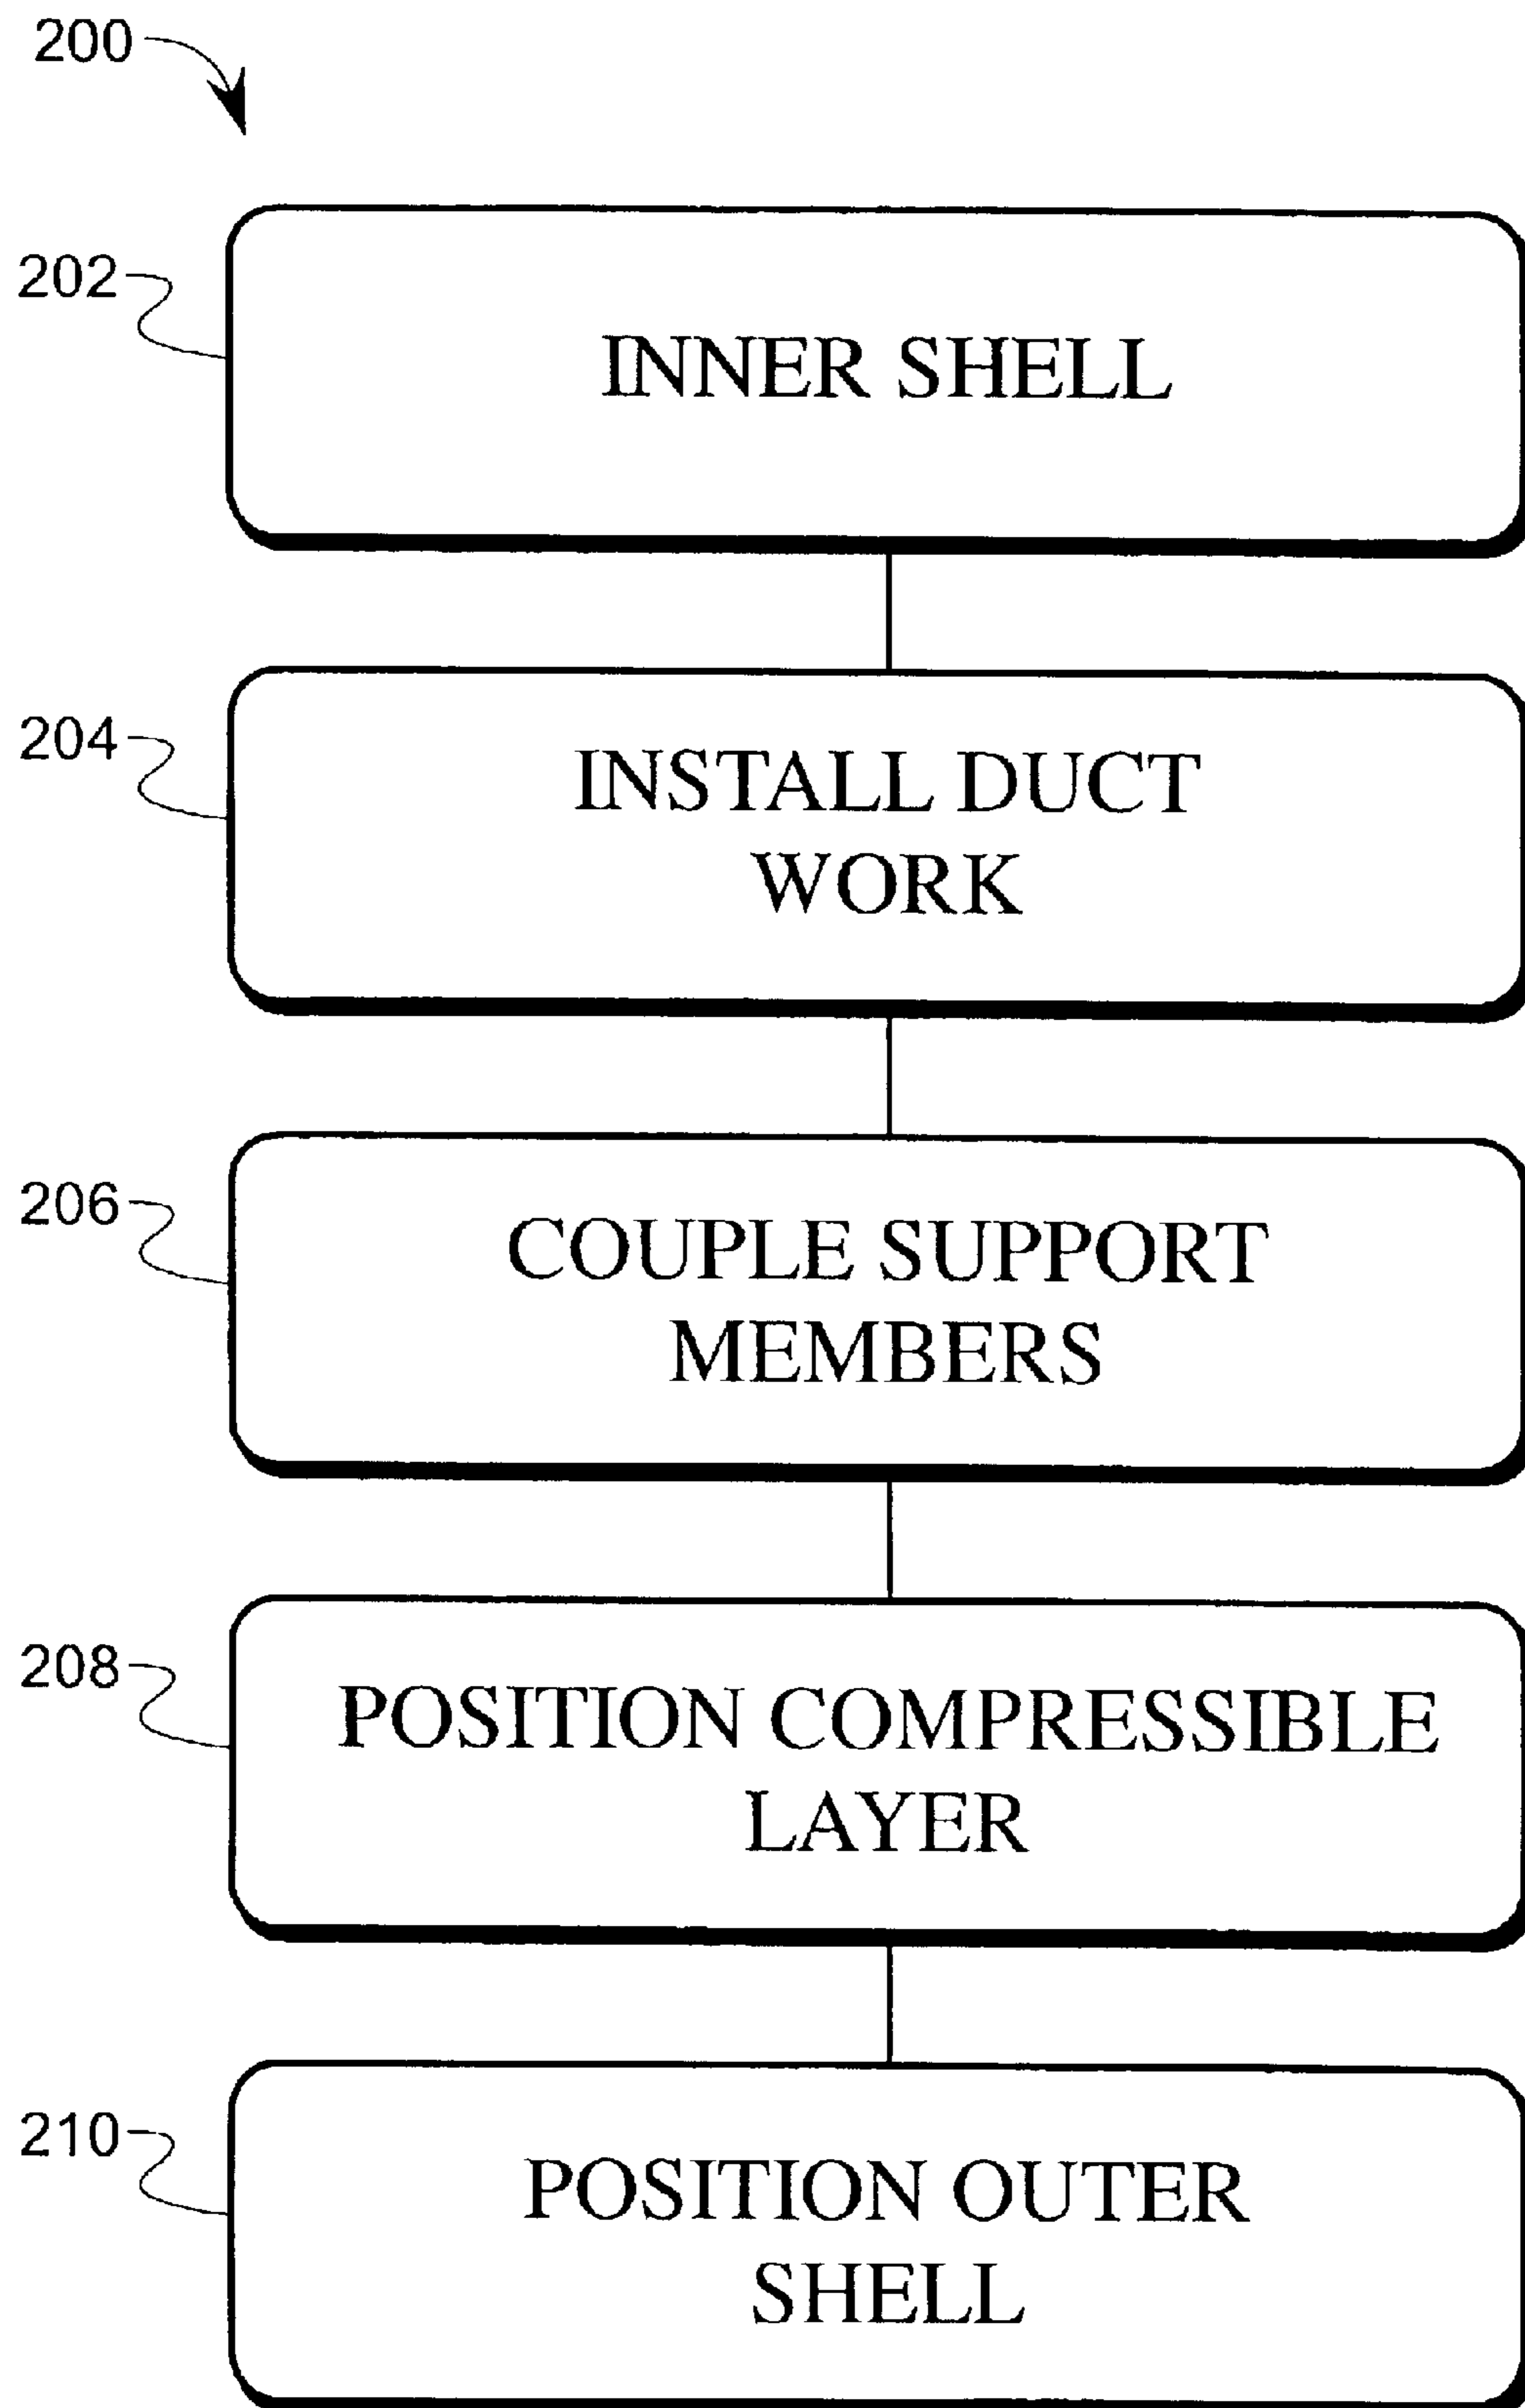 200
202
INNER SHELL
204
INSTALL DUCT
WORK
206
COUPLE SUPPORT
MEMBERS
208
POSITION COMPRESSIBLE
LAYER
210
POSITION OUTER
SHELL